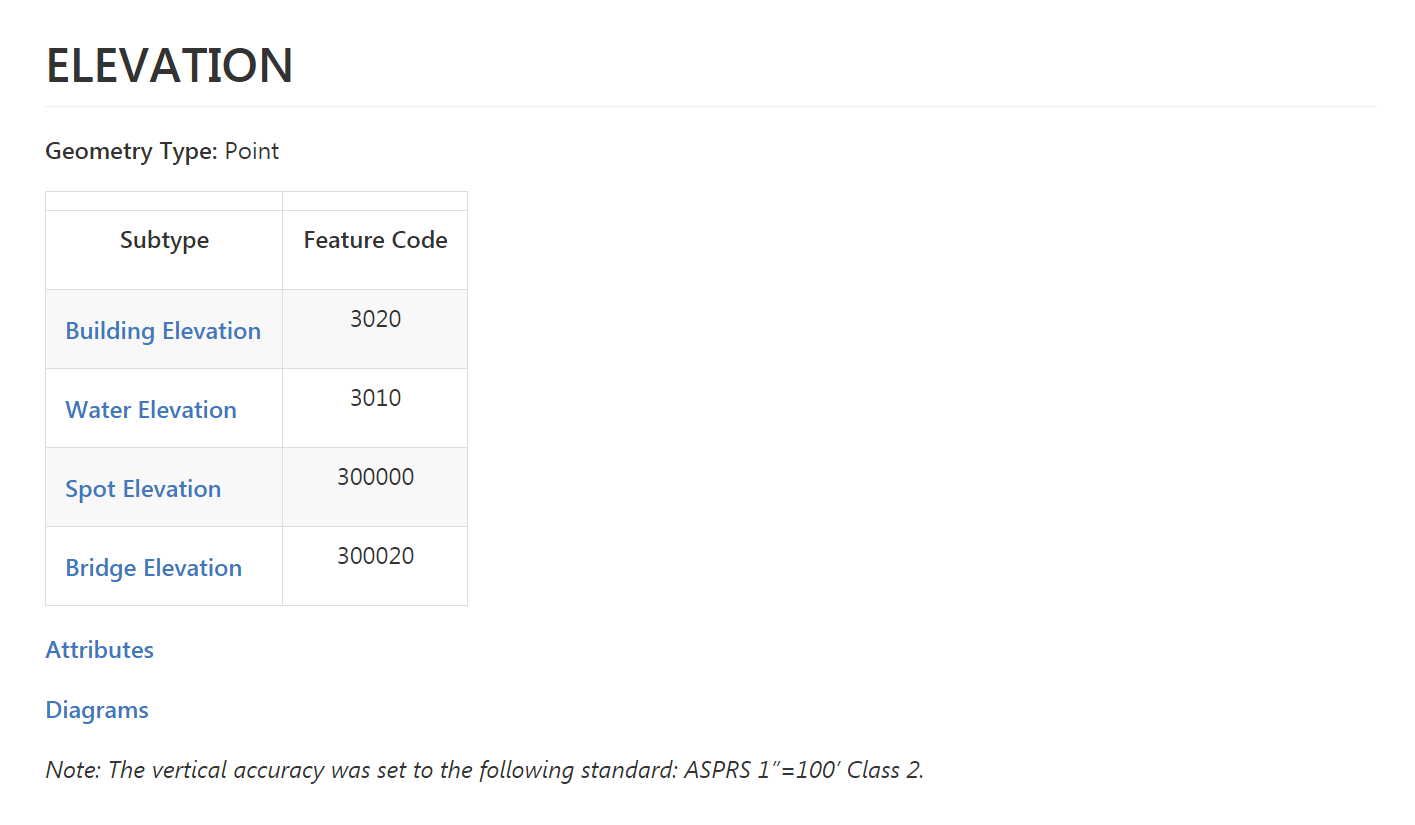 ELEVATION
Geometry Type: Point
Subtype Feature Code
Building Elevation 3020
Water Elevation 3010
Spot Elevation 300000
Bridge Elevation 300020
Attributes
Diagrams
Note: The vertical accuracy was set to the following standard: ASPRS 1”=100’ Class 2.